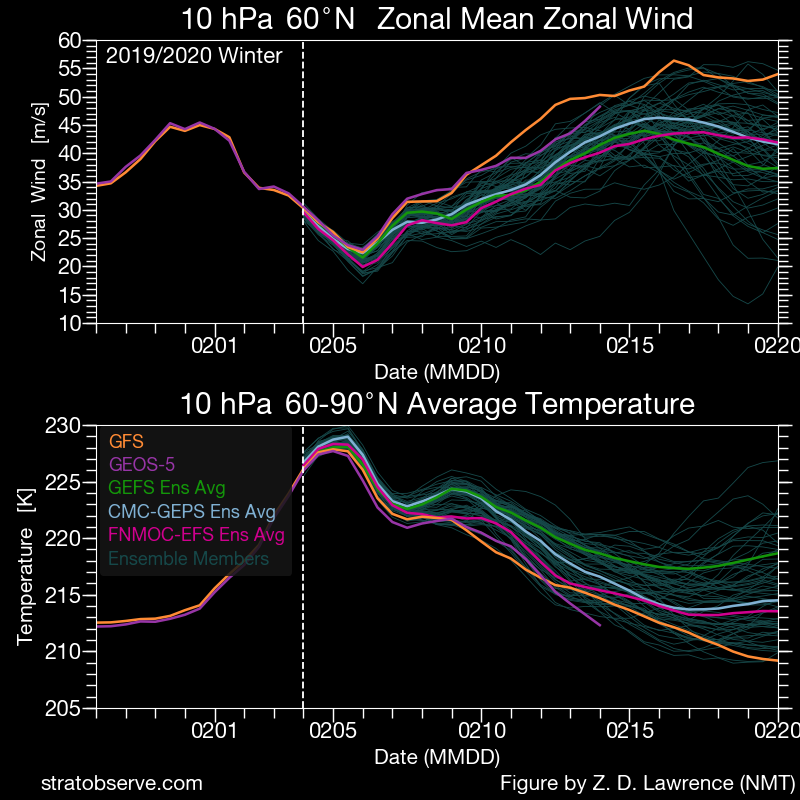 10 hPa 60°N Zonal Mean Zonal Wind
2019/2020 Winter
60
55
50
45
40
35
30
25
20
15
10
Zonal Wind [m/s]
0201 0205 0210 0215 0220
Date (MMDD)
10 hPa 60-90°N Average Temperature
230
225
220
215
210
205
Temperature [K]
GFS
GEOS-5
GEFS Ens Avg
CMC-GEPS Ens Avg
FNMOC-EFS Ens Avg
Ensemble Members
0201 0205 0210 0215 0220
Date (MMDD)
stratobserve.com Figure by Z. D. Lawrence (NMT)